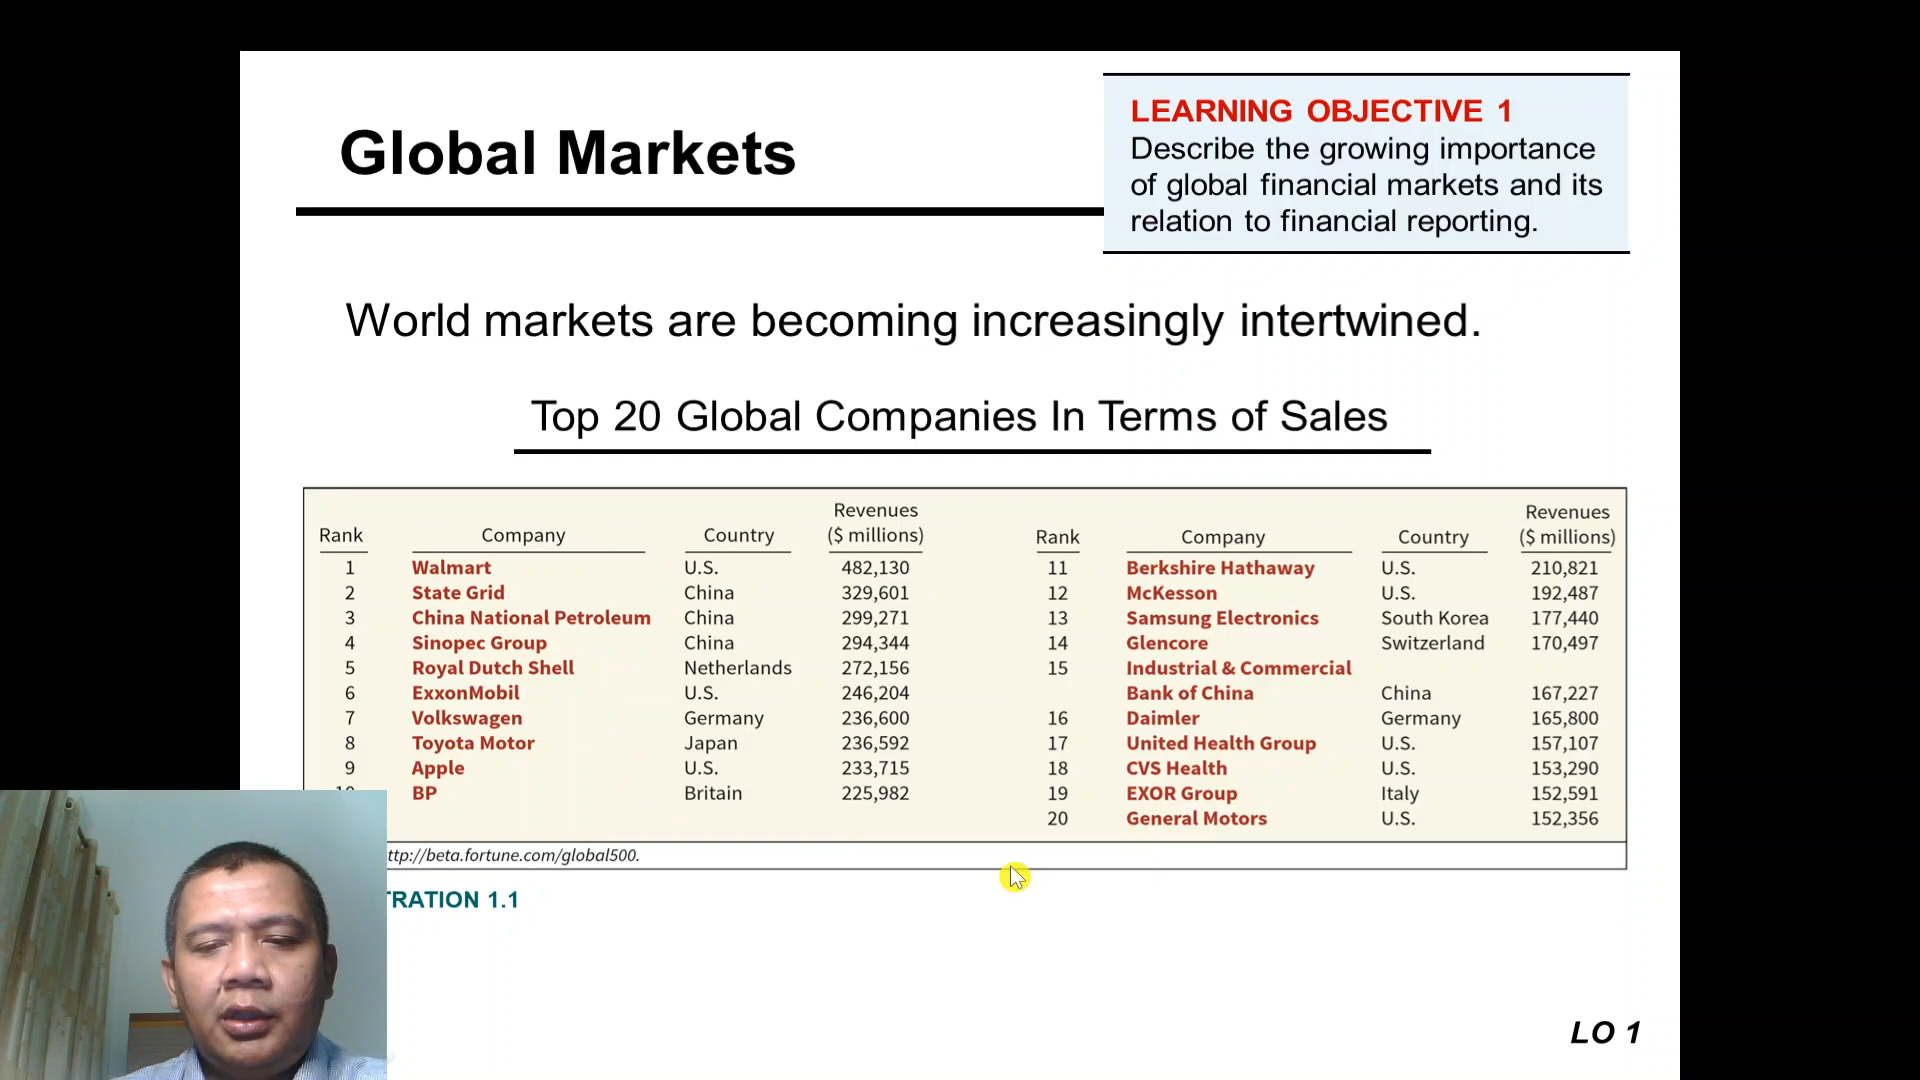 Global Markets
LEARNING OBJECTIVE 1
Describe the growing importance
of global financial markets and its
relation to financial reporting.
World markets are becoming increasingly intertwined.
Top 20 Global Companies In Terms of Sales
Rank Company Country Revenues ($ millions)
1 Walmart U.S. 482,130
2 State Grid China 329,601
3 China National Petroleum China 299,271
4 Sinopec Group China 294,344
5 Royal Dutch Shell Netherlands 272,156
6 ExxonMobil U.S. 246,204
7 Volkswagen Germany 236,600
8 Toyota Motor Japan 236,592
9 Apple U.S. 233,715
BP Britain 225,982
Rank Company Country Revenues ($ millions)
11 Berkshire Hathaway U.S. 210,821
12 McKesson U.S. 192,487
13 Samsung Electronics South Korea 177,440
14 Glencore Switzerland 170,497
15 Industrial & Commercial
Bank of China China 167,227
16 Daimler Germany 165,800
17 United Health Group U.S. 157,107
18 CVS Health U.S. 153,290
19 EXOR Group Italy 152,591
20 General Motors U.S. 152,356
ttp://beta.fortune.com/global500.
TRATION 1.1
LO 1